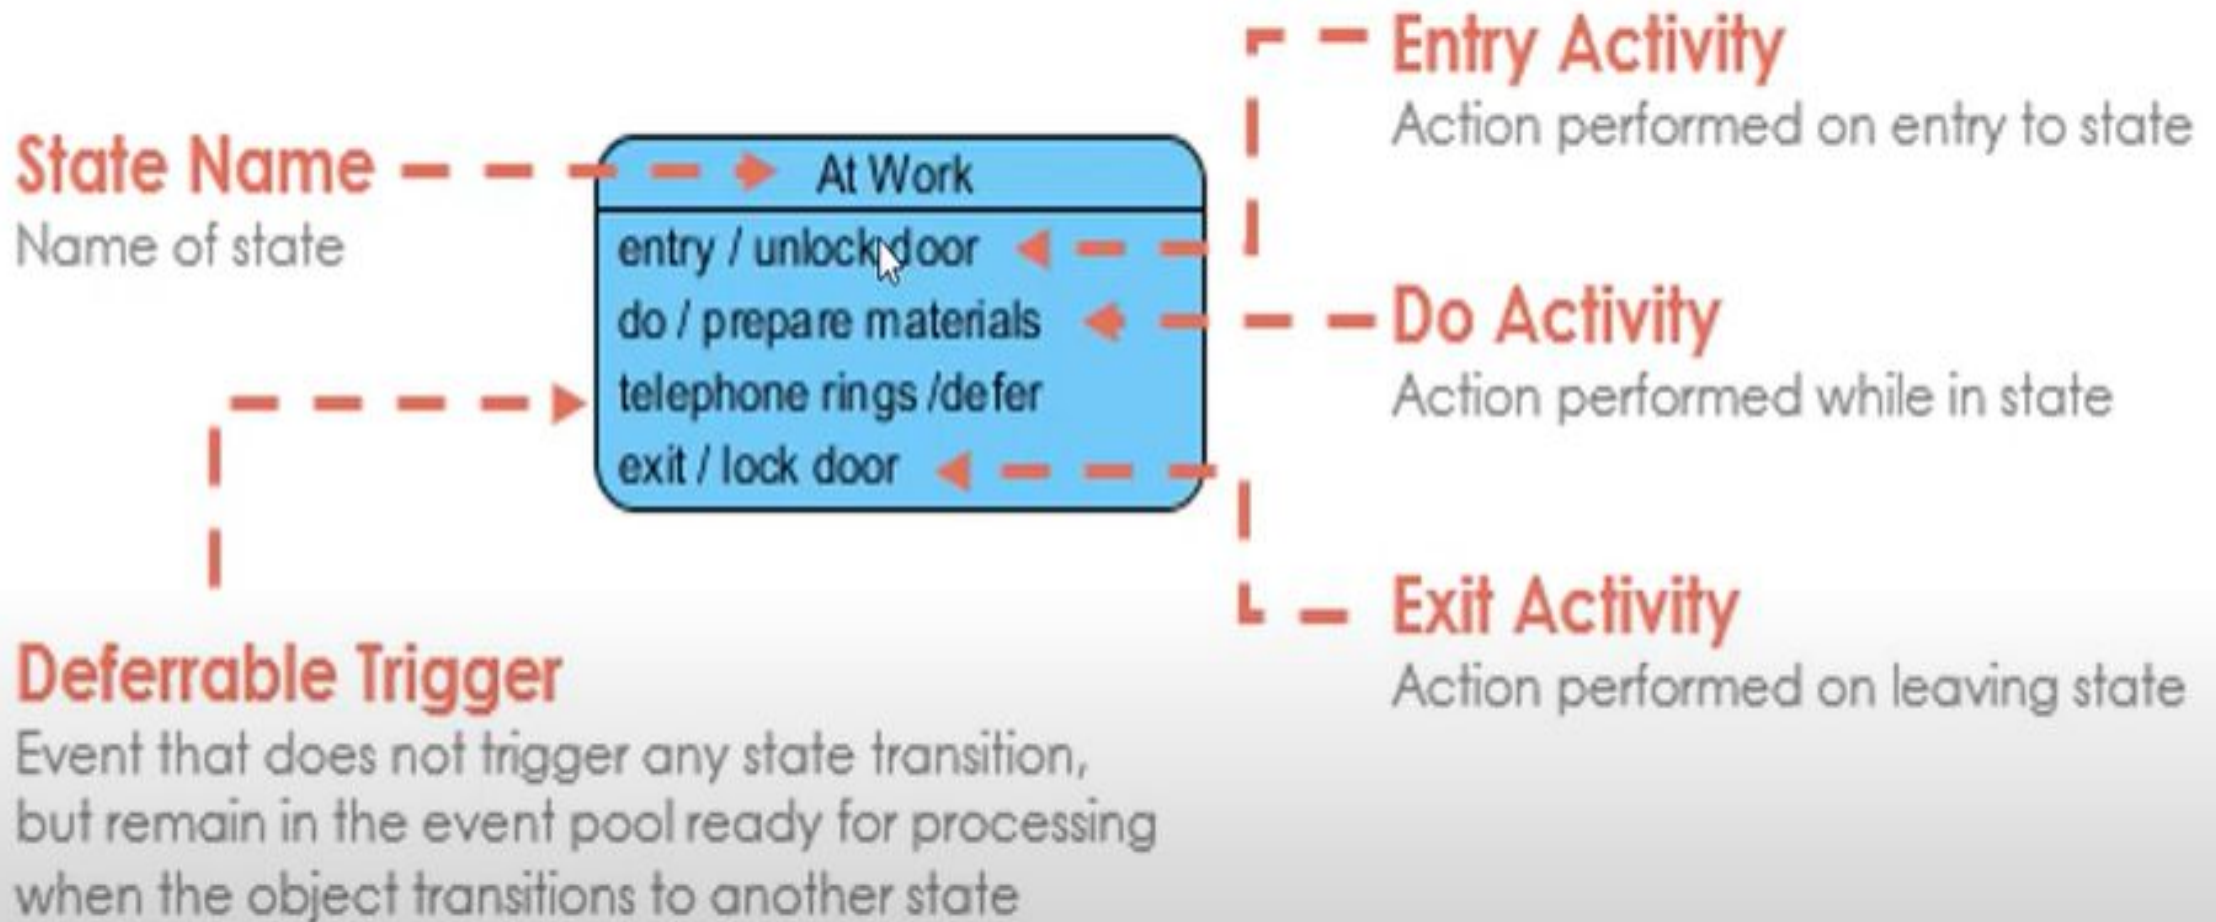 Entry Activity
Action performed on entry to state
State Name
Name of state
At Work
entry / unlock door
do / prepare materials
telephone rings /defer
exit / lock door
Do Activity
Action performed while in state
Exit Activity
Action performed on leaving state
Deferrable Trigger
Event that does not trigger any state transition,
but remain in the event pool ready for processing
when the object transitions to another state